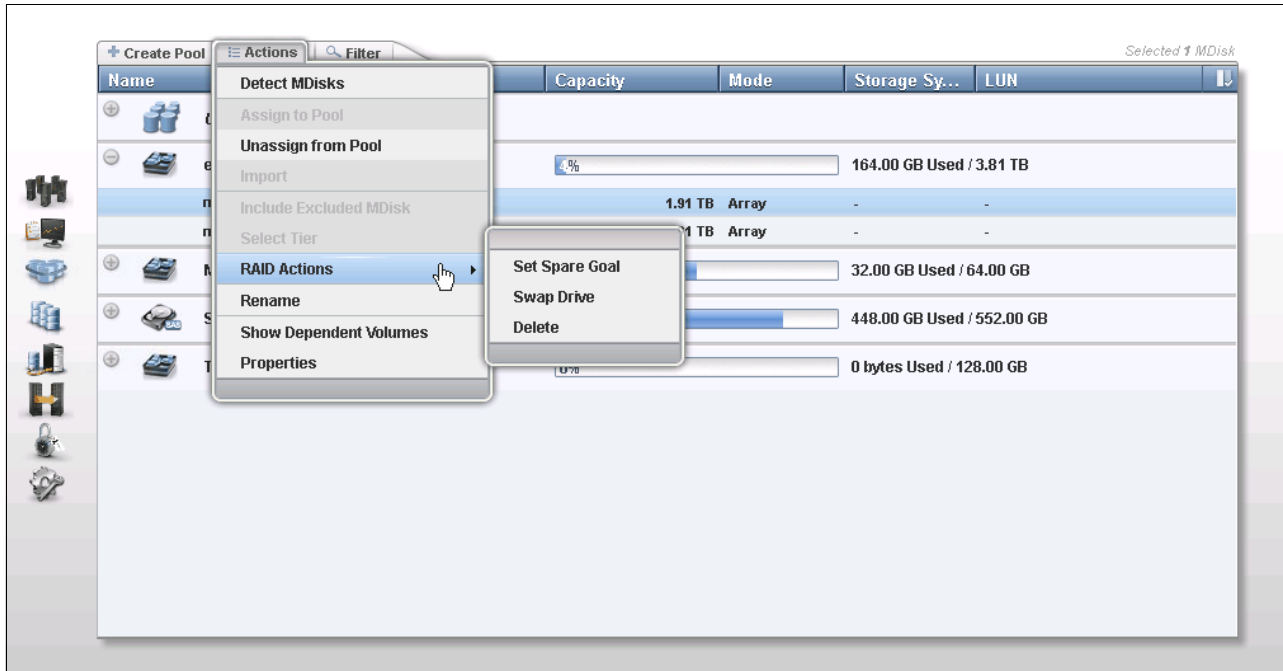 Create Pool Actions Filter Selected 1 MDisk
Name Capacity Mode Storage Sy... LUN
Detect MDisks
Assign to Pool
Unassign from Pool
4% 164.00 GB Used / 3.81 TB
Import
Include Excluded MDisk 1.91 TB Array - -
Select Tier TB Array - -
RAID Actions Set Spare Goal 32.00 GB Used / 64.00 GB
Rename Swap Drive
448.00 GB Used / 552.00 GB
Show Dependent Volumes Delete
Properties 0% 0 bytes Used / 128.00 GB
SAS